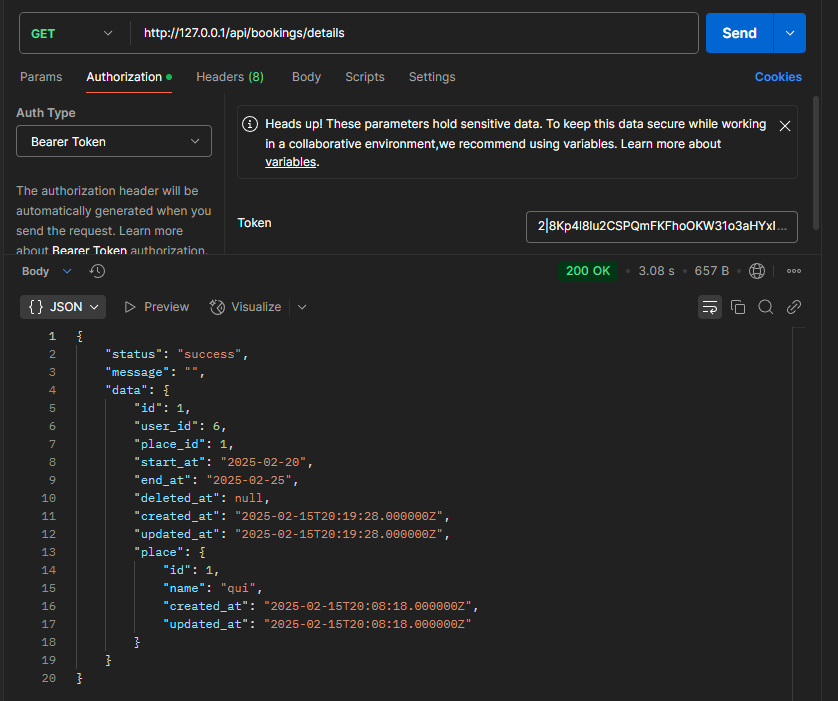 GET http://127.0.0.1/api/bookings/details Send
Params Authorization Headers (8) Body Scripts Settings Cookies
Auth Type
Bearer Token
The authorization header will be
automatically generated when you
send the request. Learn more
about Bearer Token authorization.
Heads up! These parameters hold sensitive data. To keep this data secure while working
in a collaborative environment,we recommend using variables. Learn more about
variables.
Token
Body 200 OK 3.08 s 657 B
{} JSON Preview Visualize
1 {
2 "status": "success",
3 "message": "",
4 "data": {
5 "id": 1,
6 "user_id": 6,
7 "place_id": 1,
8 "start_at": "2025-02-20",
9 "end_at": "2025-02-25",
10 "deleted_at": null,
11 "created_at": "2025-02-15T20:19:28.000000Z",
12 "updated_at": "2025-02-15T20:19:28.000000Z",
13 "place": {
14 "id": 1,
15 "name": "qui",
16 "created_at": "2025-02-15T20:08:18.000000Z",
17 "updated_at": "2025-02-15T20:08:18.000000Z"
18 }
19 }
20 }